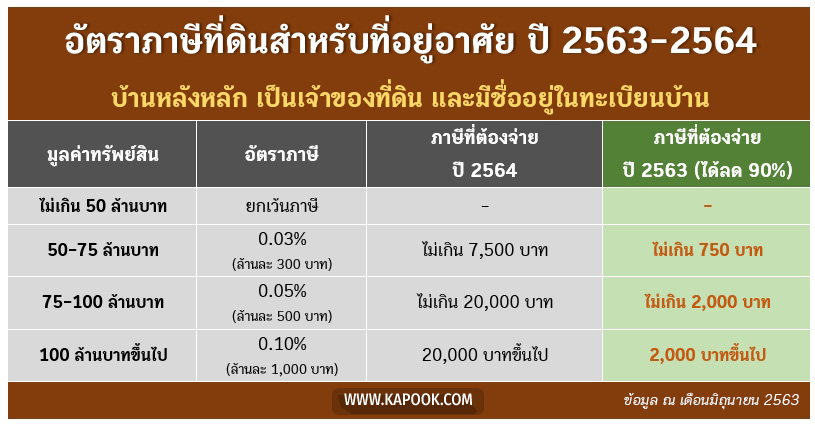 อัตราภาษีที่ดินสำหรับที่อยู่อาศัย ปี 2563-2564
บ้านหลังหลัก เป็นเจ้าของที่ดิน และมีชื่ออยู่ในทะเบียนบ้าน
มูลค่าทรัพย์สิน อัตราภาษี ภาษีที่ต้องจ่าย ภาษีที่ต้องจ่าย
ปี 2564 ปี 2563 (ได้ลด 90%)
ไม่เกิน 50 ล้านบาท ยกเว้นภาษี - -
50-75 ล้านบาท 0.03% ไม่เกิน 7,500 บาท ไม่เกิน 750 บาท
(ล้านละ 300 บาท)
75-100 ล้านบาท 0.05% ไม่เกิน 20,000 บาท ไม่เกิน 2,000 บาท
(ล้านละ 500 บาท)
100 ล้านบาทขึ้นไป 0.10% 20,000 บาทขึ้นไป 2,000 บาทขึ้นไป
(ล้านละ 1,000 บาท)
WWW.KAPOOK.COM ข้อมูล ณ เดือนมิถุนายน 2563